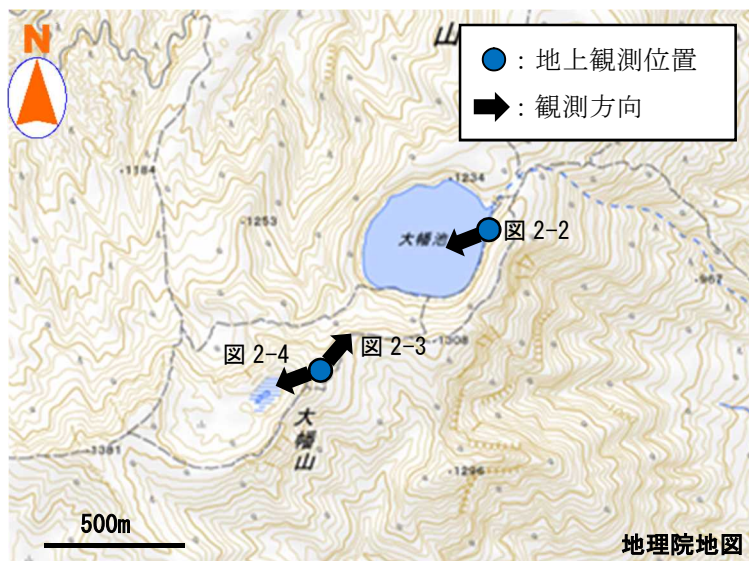 N
山
：地上観測位置
：観測方向
・1184
・1234
・1253
大幡池
図 2-2
・967
・1308
図 2-3
図 2-4
大幡山
・1381
・1296
500m
地理院地図